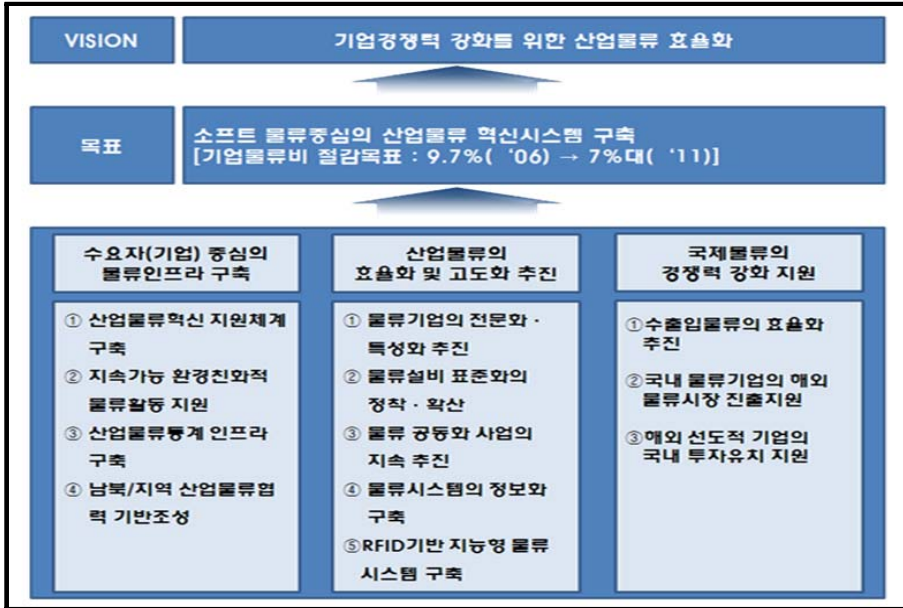 VISION
기업경쟁력 강화를 위한 산업물류 효율화
목표
소프트 물류중심의 산업물류 혁신시스템 구축
[기업물류비 절감목표 : 9.7%( ‘06) → 7%대( ‘11)]
수요자(기업) 중심의
물류인프라 구축
① 산업물류혁신 지원체계
구축
② 지속가능 환경친화적
물류활동 지원
③ 산업물류통계 인프라
구축
④ 남북/지역 산업물류협
력 기반조성
산업물류의
효율화 및 고도화 추진
① 물류기업의 전문화 ·
특성화 추진
② 물류설비 표준화의
정착 · 확산
③ 물류 공동화 사업의
지속 추진
④ 물류시스템의 정보화
구축
⑤RFID기반 지능형 물류
시스템 구축
국제물류의
경쟁력 강화 지원
①수출입물류의 효율화
추진
②국내 물류기업의 해외
물류시장 진출지원
③해외 선도적 기업의
국내 투자유치 지원